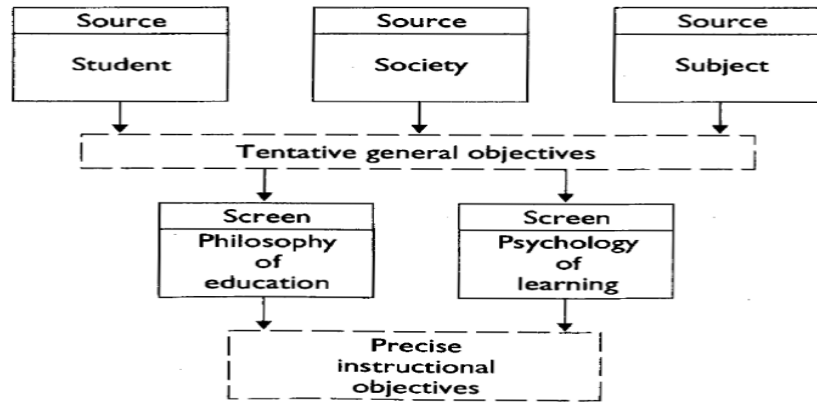 Source
Student
Source
Society
Source
Subject
Tentative general objectives
Screen
Philosophy
of
education
Screen
Psychology
of
learning
Precise
instructional
objectives